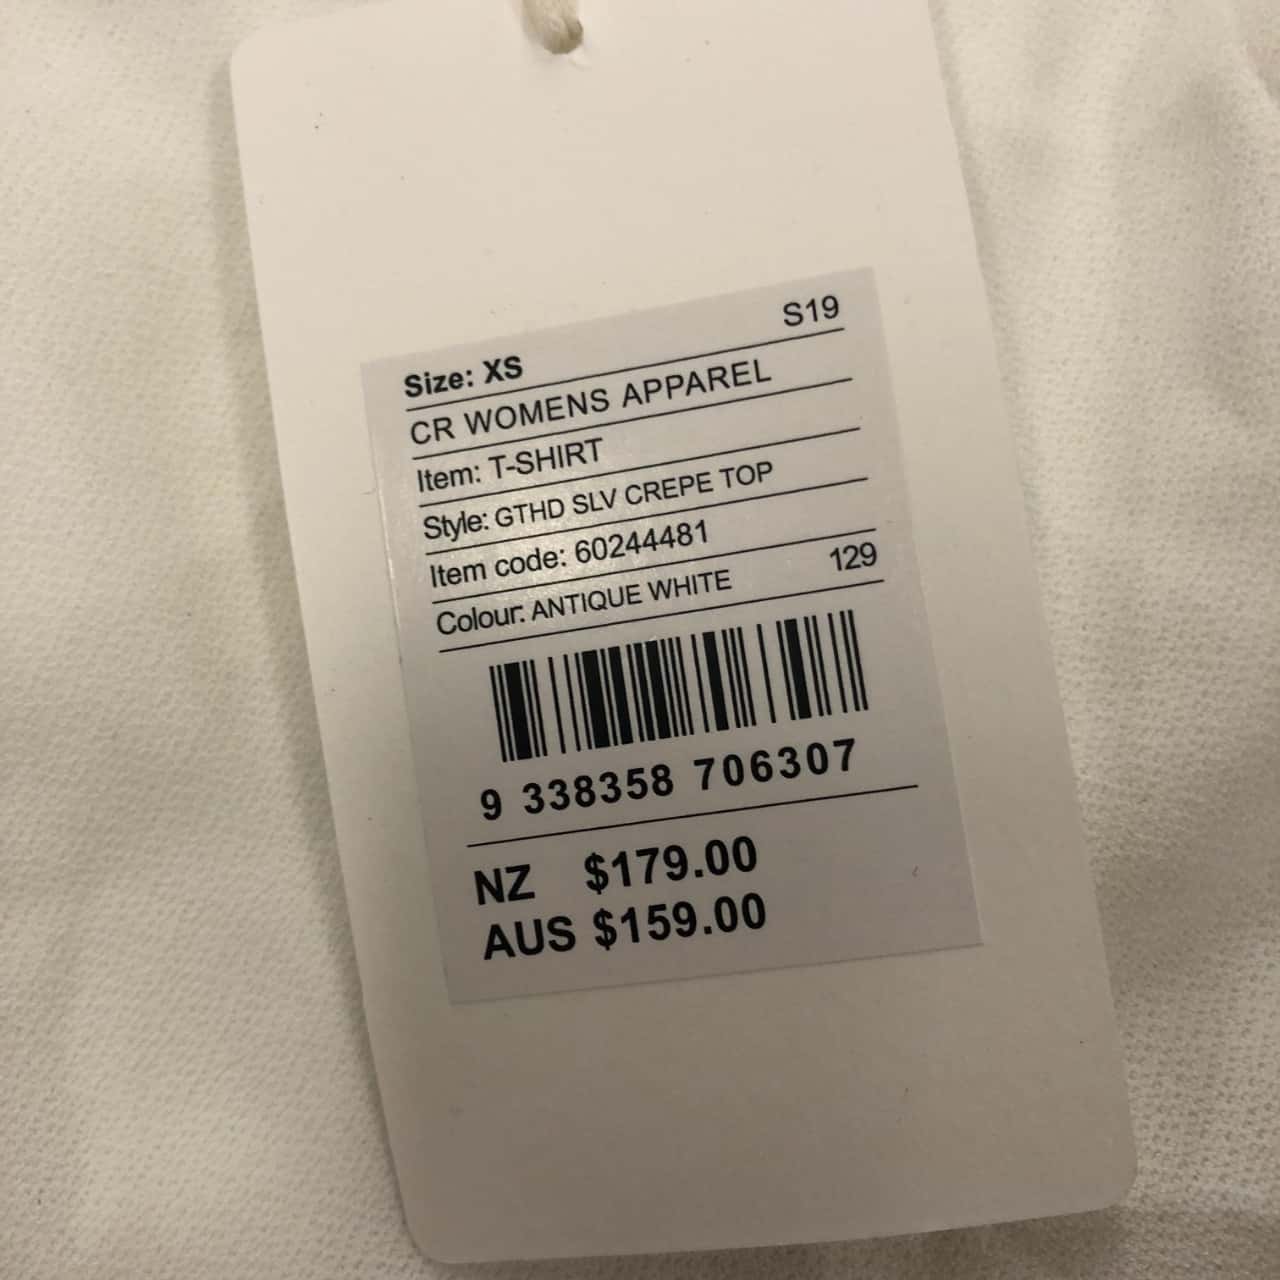 Size: XS S19
CR WOMENS APPAREL
Item: T-SHIRT
Style: GTHD SLV CREPE TOP
Item code: 60244481
Colour: ANTIQUE WHITE 129
9 338358 706307
NZ $179.00
AUS $159.00